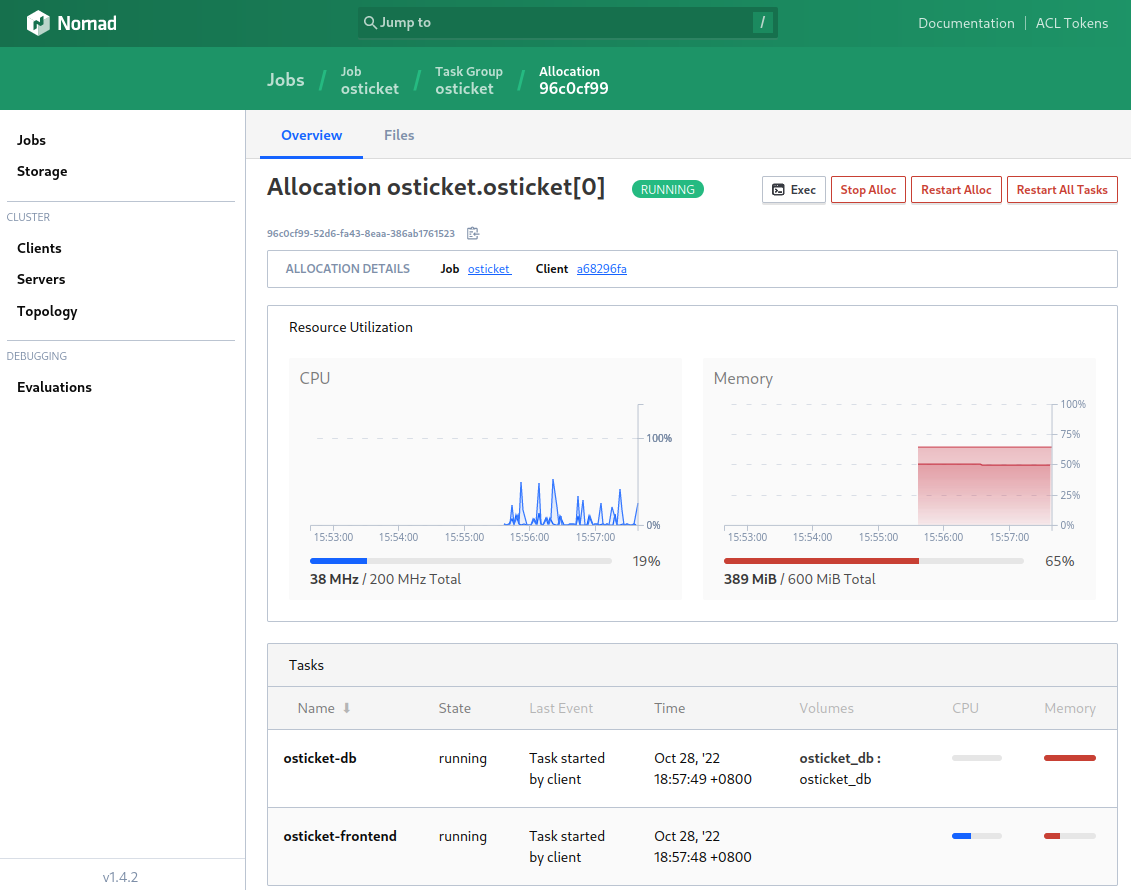 Nomad
Jump to
/
Documentation
ACL Tokens
Jobs / Job osticket / Task Group osticket / Allocation 96c0cf99
Jobs
Storage
CLUSTER
Clients
Servers
Topology
DEBUGGING
Evaluations
v1.4.2
Overview
Files
Allocation osticket.osticket[0]
RUNNING
Exec
Stop Alloc
Restart Alloc
Restart All Tasks
96c0cf99-52d6-fa43-8eaa-386ab1761523
ALLOCATION DETAILS Job osticket Client a68296fa
Resource Utilization
CPU
100%
0%
15:53:00 15:54:00 15:55:00 15:56:00 15:57:00
19%
38 MHz / 200 MHz Total
Memory
100%
75%
50%
25%
0%
15:53:00 15:54:00 15:55:00 15:56:00 15:57:00
65%
389 MiB / 600 MiB Total
Tasks
Name State Last Event Time Volumes CPU Memory
osticket-db running Task started Oct 28, '22 osticket_db :
by client 18:57:49 +0800 osticket_db
osticket-frontend running Task started Oct 28, '22
by client 18:57:48 +0800